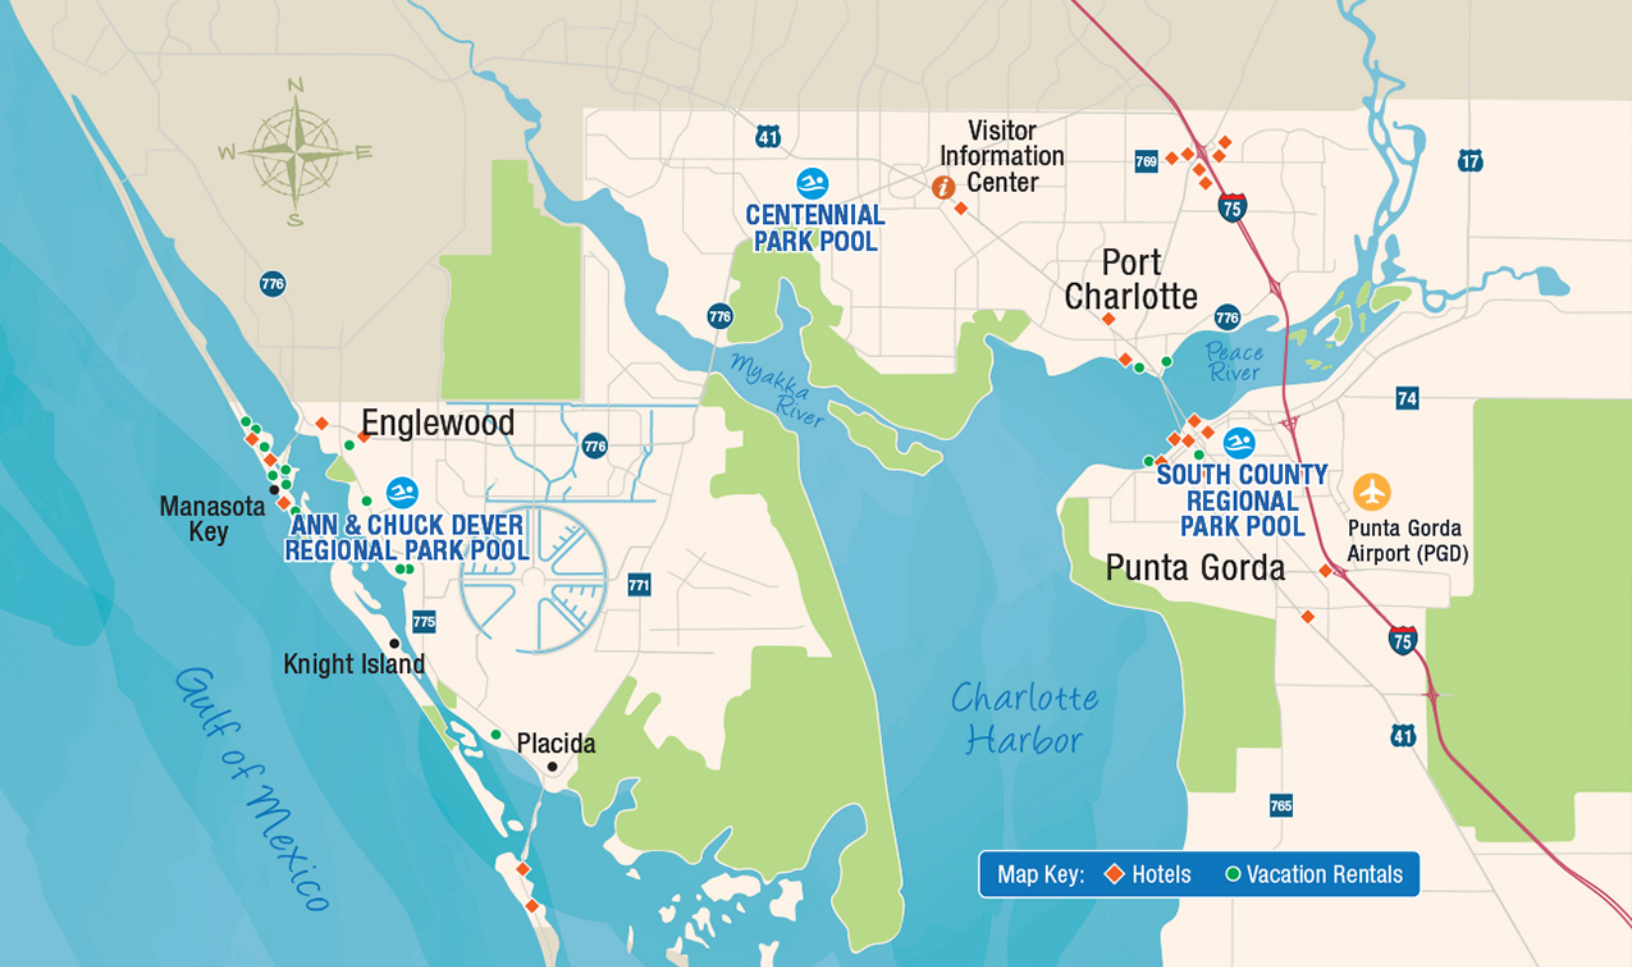 N
W
E
S
41
Visitor
Information
Center
769
17
75
CENTENNIAL
PARK POOL
776
Port
Charlotte
776
776
Peace
River
Myakka
River
74
Englewood
776
Manasota
Key
ANN & CHUCK DEVER
REGIONAL PARK POOL
SOUTH COUNTY
REGIONAL
PARK POOL
Punta Gorda
Airport (PGD)
Punta Gorda
771
775
75
Knight Island
Gulf of Mexico
Charlotte
Harbor
Placida
41
765
Map Key: Hotels Vacation Rentals